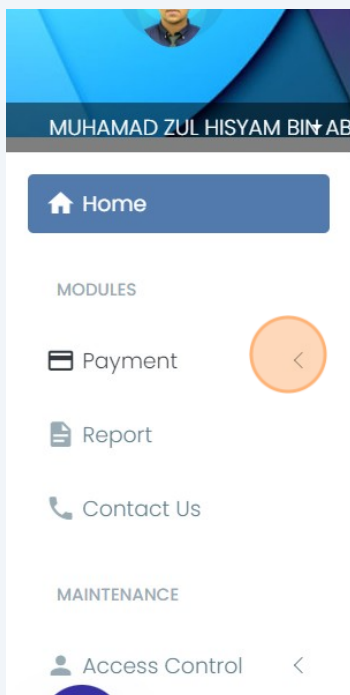 MUHAMAD ZUL HISYAM BIN AB
Home
MODULES
Payment
Report
Contact Us
MAINTENANCE
Access Control